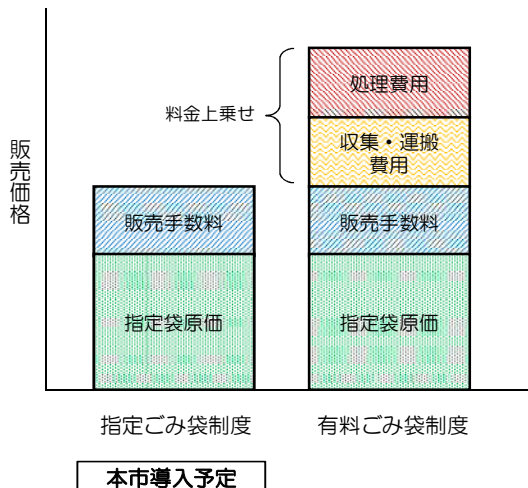 販売価格
料金上乗せ
処理費用
収集・運搬
費用
販売手数料
販売手数料
指定袋原価
指定袋原価
指定ごみ袋制度
有料ごみ袋制度
本市導入予定